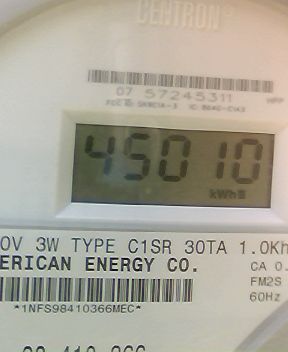 CENTRON®
07 57245311
45010
kWh
0V 3W TYPE C1SR 30TA 1.0Kh
ERICAN ENERGY CO.
CA 0.
FM2S
*1NFS98410366MEC*
60Hz